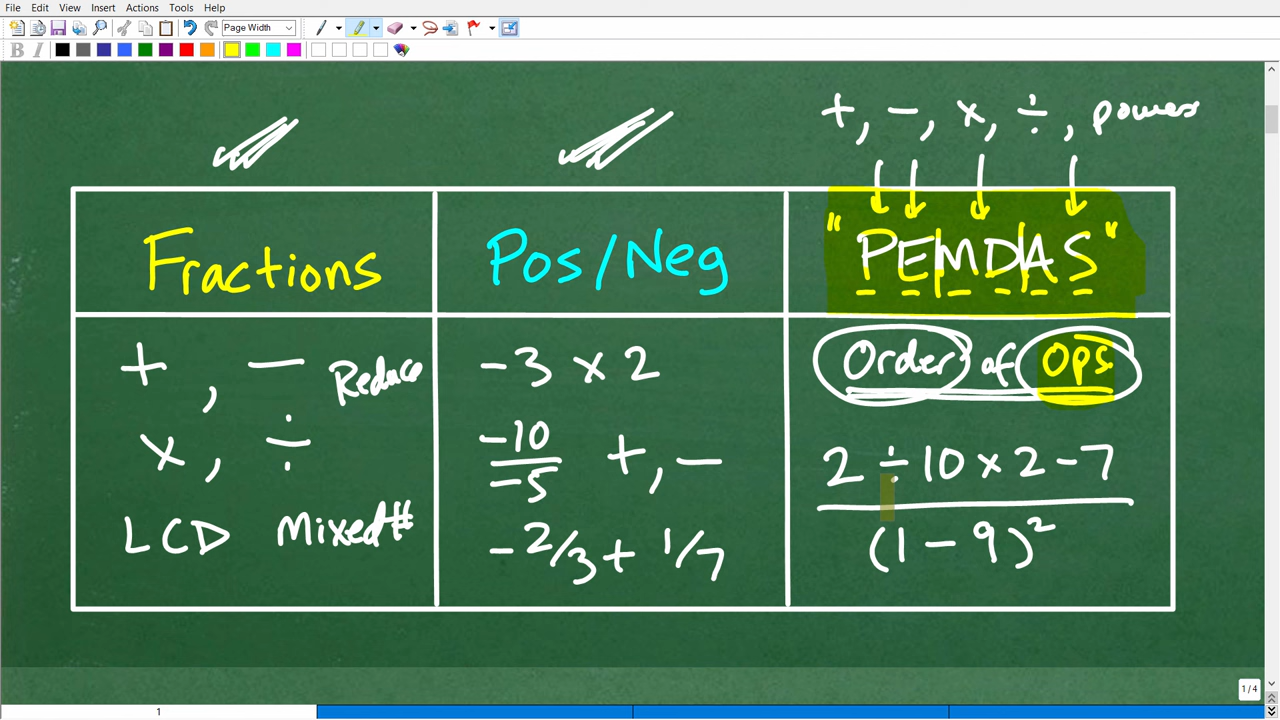 File Edit View Insert Actions Tools Help
Page Width
B I
+, −, x, ÷, powers
Fractions
Pos/Neg
"PEMDAS"
+, − Reduce
x, ÷
LCD Mixed#
-3 x 2
-10/-5 +, −
-2/3 + 1/7
Order of Ops
2 ÷ 10 x 2 - 7
(1 - 9)²
1/4
1